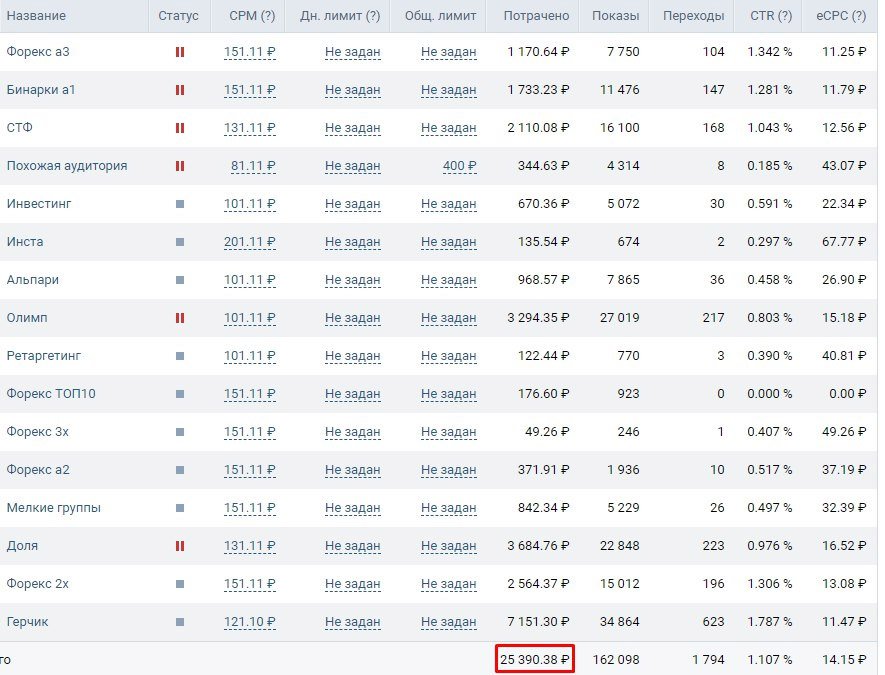 Название Статус CPM (?) Дн. лимит (?) Общ. лимит Потрачено Показы Переходы CTR (?) eCPC (?)
Форекс а3 151.11 ₽ Не задан Не задан 1 170.64 ₽ 7 750 104 1.342 % 11.25 ₽
Бинарки а1 151.11 ₽ Не задан Не задан 1 733.23 ₽ 11 476 147 1.281 % 11.79 ₽
СТФ 131.11 ₽ Не задан Не задан 2 110.08 ₽ 16 100 168 1.043 % 12.56 ₽
Похожая аудитория 81.11 ₽ Не задан 400 ₽ 344.63 ₽ 4 314 8 0.185 % 43.07 ₽
Инвестинг 101.11 ₽ Не задан Не задан 670.36 ₽ 5 072 30 0.591 % 22.34 ₽
Инста 201.11 ₽ Не задан Не задан 135.54 ₽ 674 2 0.297 % 67.77 ₽
Альпари 101.11 ₽ Не задан Не задан 968.57 ₽ 7 865 36 0.458 % 26.90 ₽
Олимп 101.11 ₽ Не задан Не задан 3 294.35 ₽ 27 019 217 0.803 % 15.18 ₽
Ретаргетинг 101.11 ₽ Не задан Не задан 122.44 ₽ 770 3 0.390 % 40.81 ₽
Форекс ТОП10 151.11 ₽ Не задан Не задан 176.60 ₽ 923 0 0.000 % 0.00 ₽
Форекс 3х 151.11 ₽ Не задан Не задан 49.26 ₽ 246 1 0.407 % 49.26 ₽
Форекс а2 151.11 ₽ Не задан Не задан 371.91 ₽ 1 936 10 0.517 % 37.19 ₽
Мелкие группы 151.11 ₽ Не задан Не задан 842.34 ₽ 5 229 26 0.497 % 32.39 ₽
Доля 131.11 ₽ Не задан Не задан 3 684.76 ₽ 22 848 223 0.976 % 16.52 ₽
Форекс 2х 151.11 ₽ Не задан Не задан 2 564.37 ₽ 15 012 196 1.306 % 13.08 ₽
Герчик 121.10 ₽ Не задан Не задан 7 151.30 ₽ 34 864 623 1.787 % 11.47 ₽
го 25 390.38 ₽ 162 098 1 794 1.107 % 14.15 ₽